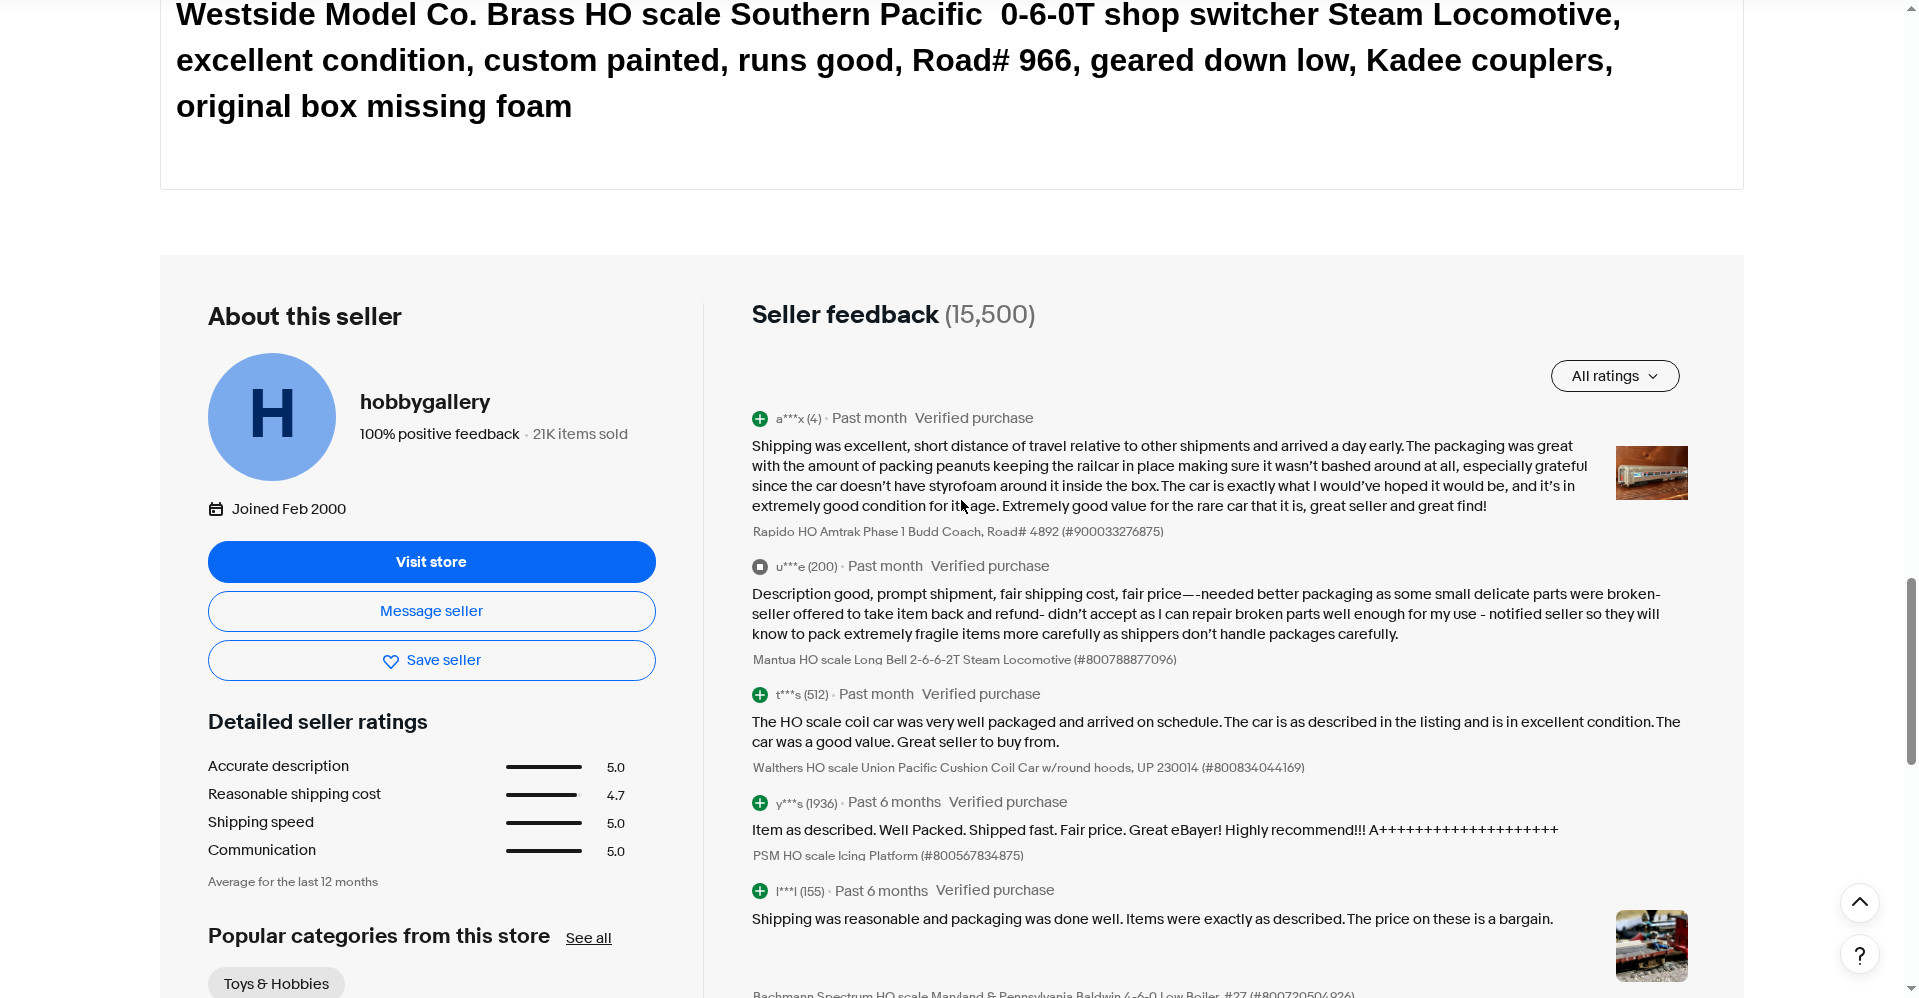 Westside Model Co. Brass HO scale Southern Pacific  0-6-0T shop switcher Steam Locomotive,
excellent condition, custom painted, runs good, Road# 966, geared down low, Kadee couplers,
original box missing foam
About this seller
H
hobbygallery
100% positive feedback · 21K items sold
Joined Feb 2000
Visit store
Message seller
Save seller
Detailed seller ratings
Accurate description 5.0
Reasonable shipping cost 4.7
Shipping speed 5.0
Communication 5.0
Average for the last 12 months
Popular categories from this store See all
Toys & Hobbies
Seller feedback (15,500)
All ratings
a***x (4) · Past month Verified purchase
Shipping was excellent, short distance of travel relative to other shipments and arrived a day early. The packaging was great
with the amount of packing peanuts keeping the railcar in place making sure it wasn’t bashed around at all, especially grateful
since the car doesn’t have styrofoam around it inside the box. The car is exactly what I would’ve hoped it would be, and it’s in
extremely good condition for its age. Extremely good value for the rare car that it is, great seller and great find!
Rapido HO Amtrak Phase 1 Budd Coach, Road# 4892 (#900033276875)
u***e (200) · Past month Verified purchase
Description good, prompt shipment, fair shipping cost, fair price—-needed better packaging as some small delicate parts were broken-
seller offered to take item back and refund- didn’t accept as I can repair broken parts well enough for my use - notified seller so they will
know to pack extremely fragile items more carefully as shippers don’t handle packages carefully.
Mantua HO scale Long Bell 2-6-6-2T Steam Locomotive (#800788877096)
t***s (512) · Past month Verified purchase
The HO scale coil car was very well packaged and arrived on schedule. The car is as described in the listing and is in excellent condition. The
car was a good value. Great seller to buy from.
Walthers HO scale Union Pacific Cushion Coil Car w/round hoods, UP 230014 (#800834044169)
y***s (1936) · Past 6 months Verified purchase
Item as described. Well Packed. Shipped fast. Fair price. Great eBayer! Highly recommend!!! A++++++++++++++++++++
PSM HO scale Icing Platform (#800567834875)
l***l (155) · Past 6 months Verified purchase
Shipping was reasonable and packaging was done well. Items were exactly as described. The price on these is a bargain.
Bachmann Spectrum HO scale Maryland & Pennsylvania Baldwin 4-6-0 Low Boiler, #27 (#800720504926)
?